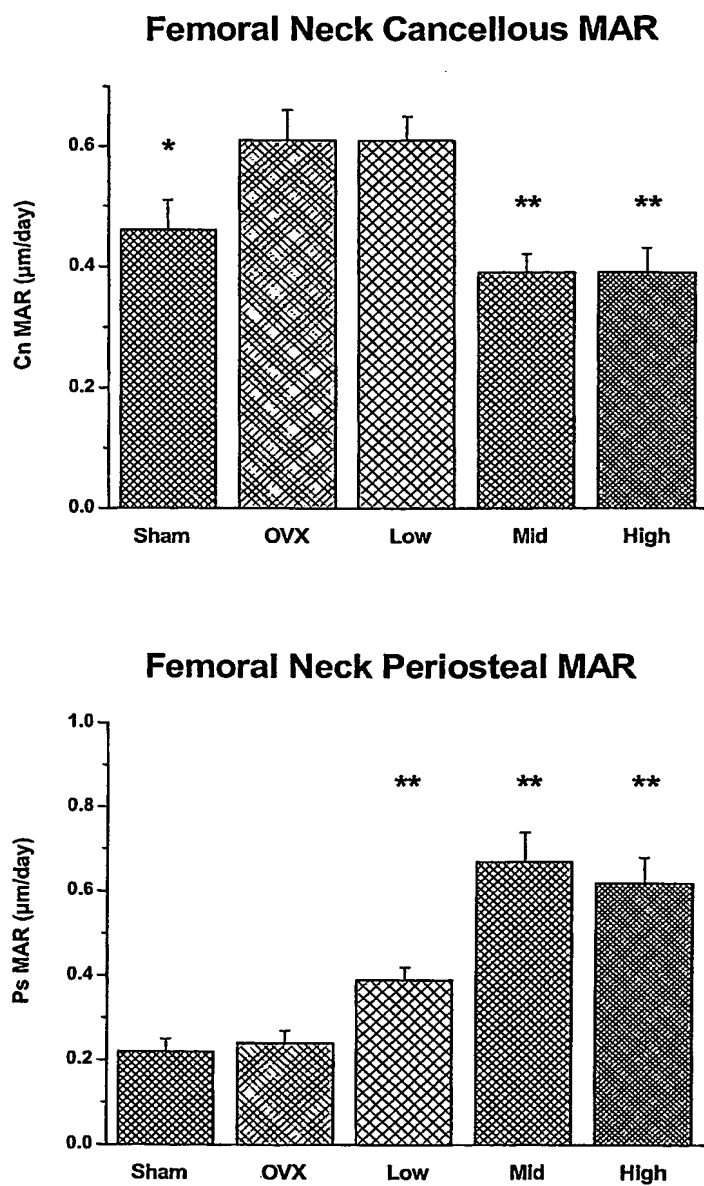 Femoral Neck Cancellous MAR
Cn MAR (µm/day)
0.6
0.4
0.2
0.0
*
**
**
Sham OVX Low Mid High
Femoral Neck Periosteal MAR
Ps MAR (µm/day)
1.0
0.8
0.6
0.4
0.2
0.0
**
**
**
Sham OVX Low Mid High